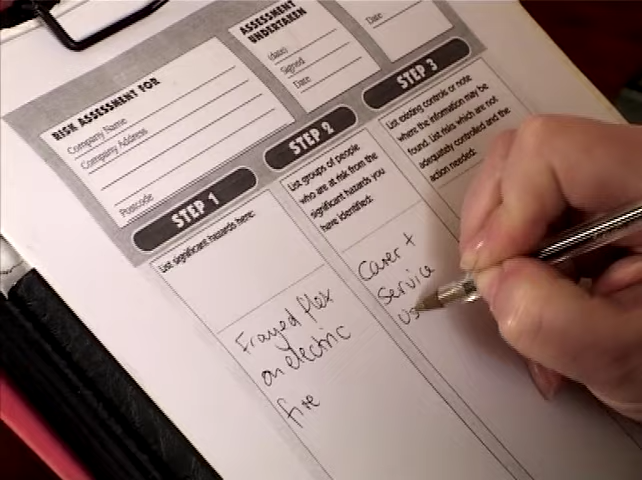 RISK ASSESSMENT FOR
Company Name
Company Address
Postcode
ASSESSMENT
UNDERTAKEN
(date)
Signed
Date
Date
STEP 1
List significant hazards here:
Frayed flex
on electric
fire
STEP 2
List groups of people
who are at risk from the
significant hazards you
here identified:
Carer +
Service
us
STEP 3
List existing controls or note
where the information may be
found. List risks which are not
adequately controlled and the
action needed: